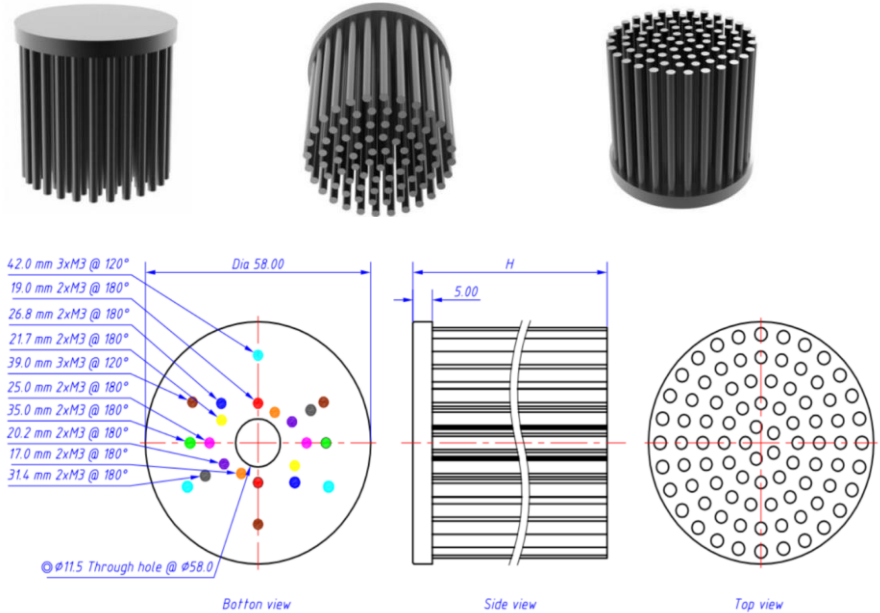 42.0 mm 3xM3 @ 120°
19.0 mm 2xM3 @ 180°
26.8 mm 2xM3 @ 180°
21.7 mm 2xM3 @ 180°
39.0 mm 3xM3 @ 120°
25.0 mm 2xM3 @ 180°
35.0 mm 2xM3 @ 180°
20.2 mm 2xM3 @ 180°
17.0 mm 2xM3 @ 180°
31.4 mm 2xM3 @ 180°
Dia 58.00
◎ Ø11.5 Through hole @ Ø58.0
Botton view
H
5.00
Side view
Top view